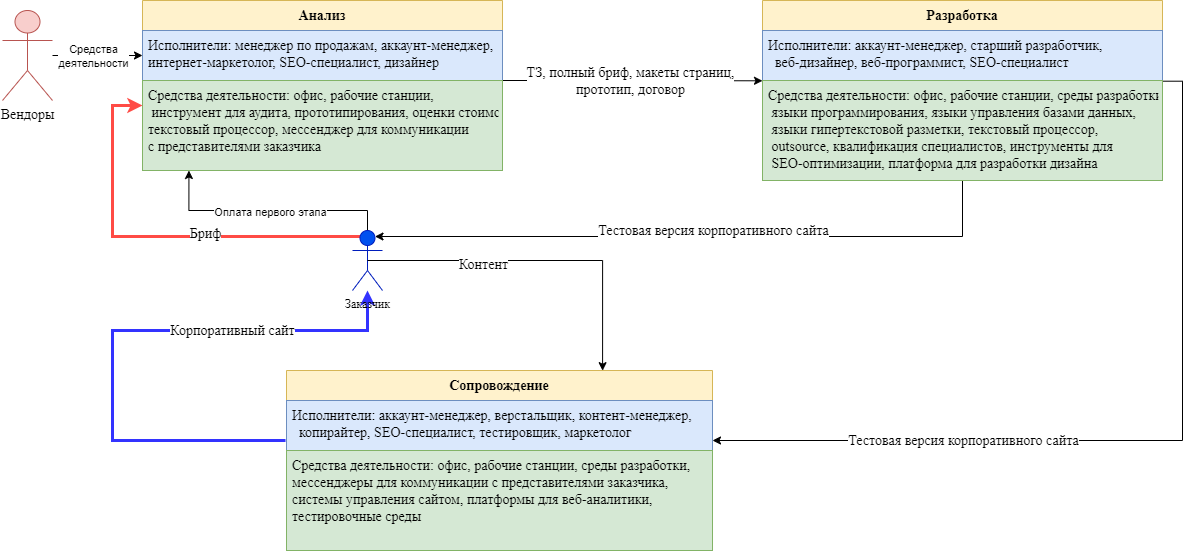 Анализ
Исполнители: менеджер по продажам, аккаунт-менеджер,
интернет-маркетолог, SEO-специалист, дизайнер
Средства деятельности: офис, рабочие станции,
инструмент для аудита, прототипирования, оценки стоимо
текстовый процессор, мессенджер для коммуникации
с представителями заказчика
Средства
деятельности
Вендоры
ТЗ, полный бриф, макеты страниц,
прототип, договор
Разработка
Исполнители: аккаунт-менеджер, старший разработчик,
веб-дизайнер, веб-программист, SEO-специалист
Средства деятельности: офис, рабочие станции, среды разработки
языки программирования, языки управления базами данных,
языки гипертекстовой разметки, текстовый процессор,
outsource, квалификация специалистов, инструменты для
SEO-оптимизации, платформа для разработки дизайна
Оплата первого этапа
Бриф
Тестовая версия корпоративного сайта
Контент
Заказчик
Корпоративный сайт
Сопровождение
Исполнители: аккаунт-менеджер, верстальщик, контент-менеджер,
копирайтер, SEO-специалист, тестировщик, маркетолог
Средства деятельности: офис, рабочие станции, среды разработки,
мессенджеры для коммуникации с представителями заказчика,
системы управления сайтом, платформы для веб-аналитики,
тестировочные среды
Тестовая версия корпоративного сайта